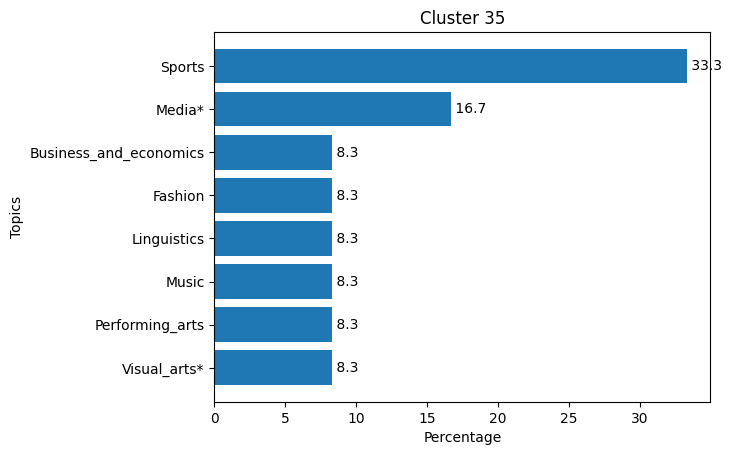 Cluster 35
Topics
Sports 33.3
Media* 16.7
Business_and_economics 8.3
Fashion 8.3
Linguistics 8.3
Music 8.3
Performing_arts 8.3
Visual_arts* 8.3
0 5 10 15 20 25 30
Percentage